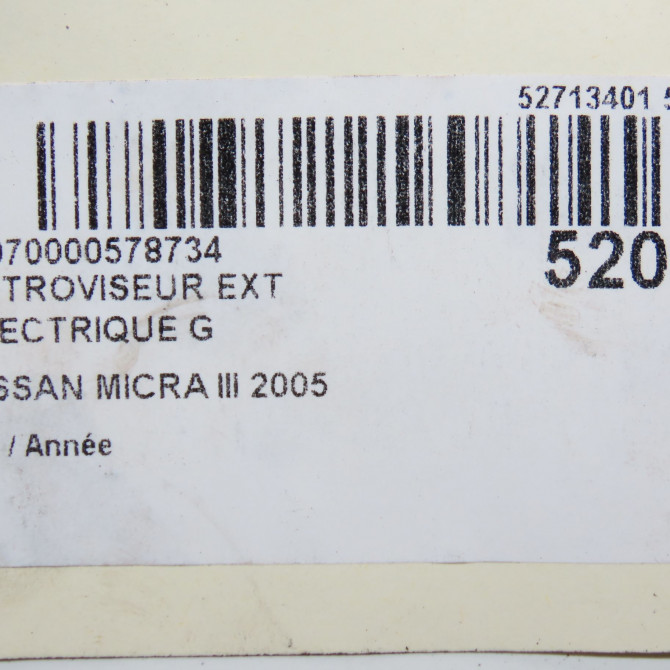 52713401 5
070000578734
520
TROVISEUR EXT
ECTRIQUE G
SSAN MICRA III 2005
/ Année